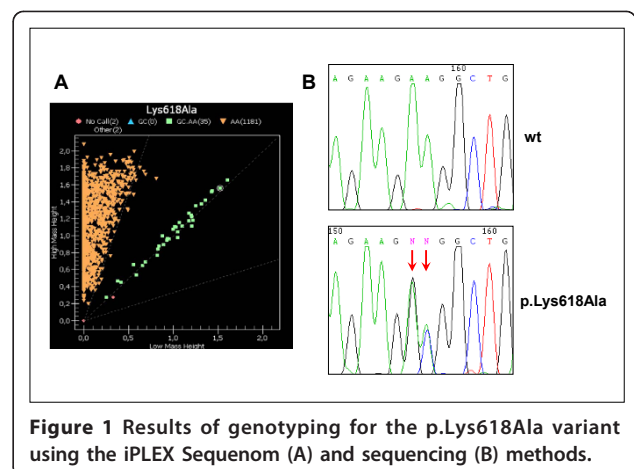 A
Lys618Ala
No Call(2) GC(0) GC.AA(35) AA(1181)
Other(2)
High Mass Height
2,0
1,8
1,6
1,4
1,2
1,0
0,8
0,6
0,4
0,2
0,0
0,0 0,5 1,0 1,5 2,0
Low Mass Height
B
160
A G A A G A A G G C T G
wt
150 160
A G A A G N N G G C T G
p.Lys618Ala
Figure 1 Results of genotyping for the p.Lys618Ala variant
using the iPLEX Sequenom (A) and sequencing (B) methods.